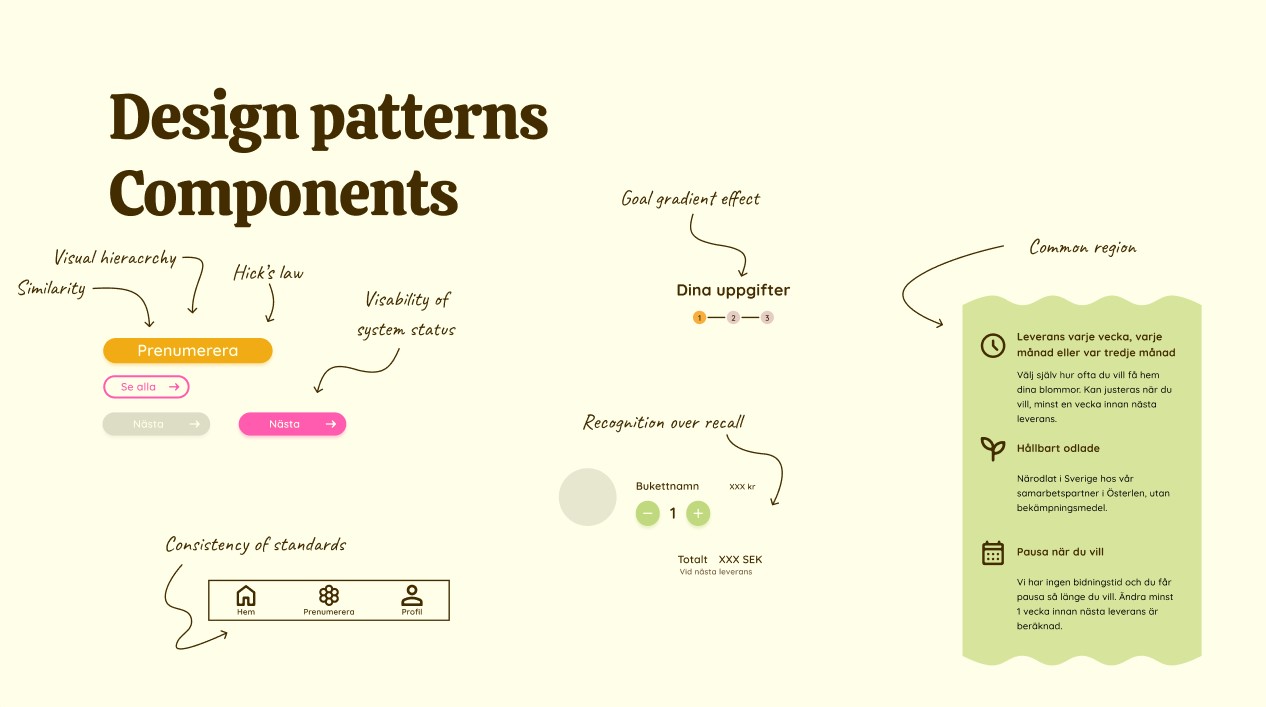 Design patterns
Components
Visual hieracrchy
Similarity
Hick's law
Visability of
system status
Prenumerera
Se alla
Nästa
Nästa
Consistency of standards
Hem
Prenumerera
Profil
Goal gradient effect
Dina uppgifter
1
2
3
Recognition over recall
Bukettnamn
XXX kr
1
Totalt XXX SEK
Vid nästa leverans
Common region
Leverans varje vecka, varje
månad eller var tredje månad
Välj själv hur ofta du vill få hem
dina blommor. Kan justeras när du
vill, minst en vecka innan nästa
leverans.
Hållbart odlade
Närodlat i Sverige hos vår
samarbetspartner i Österlen, utan
bekämpningsmedel.
Pausa när du vill
Vi har ingen bidningstid och du får
pausa så länge du vill. Ändra minst
1 vecka innan nästa leverans är
beräknad.